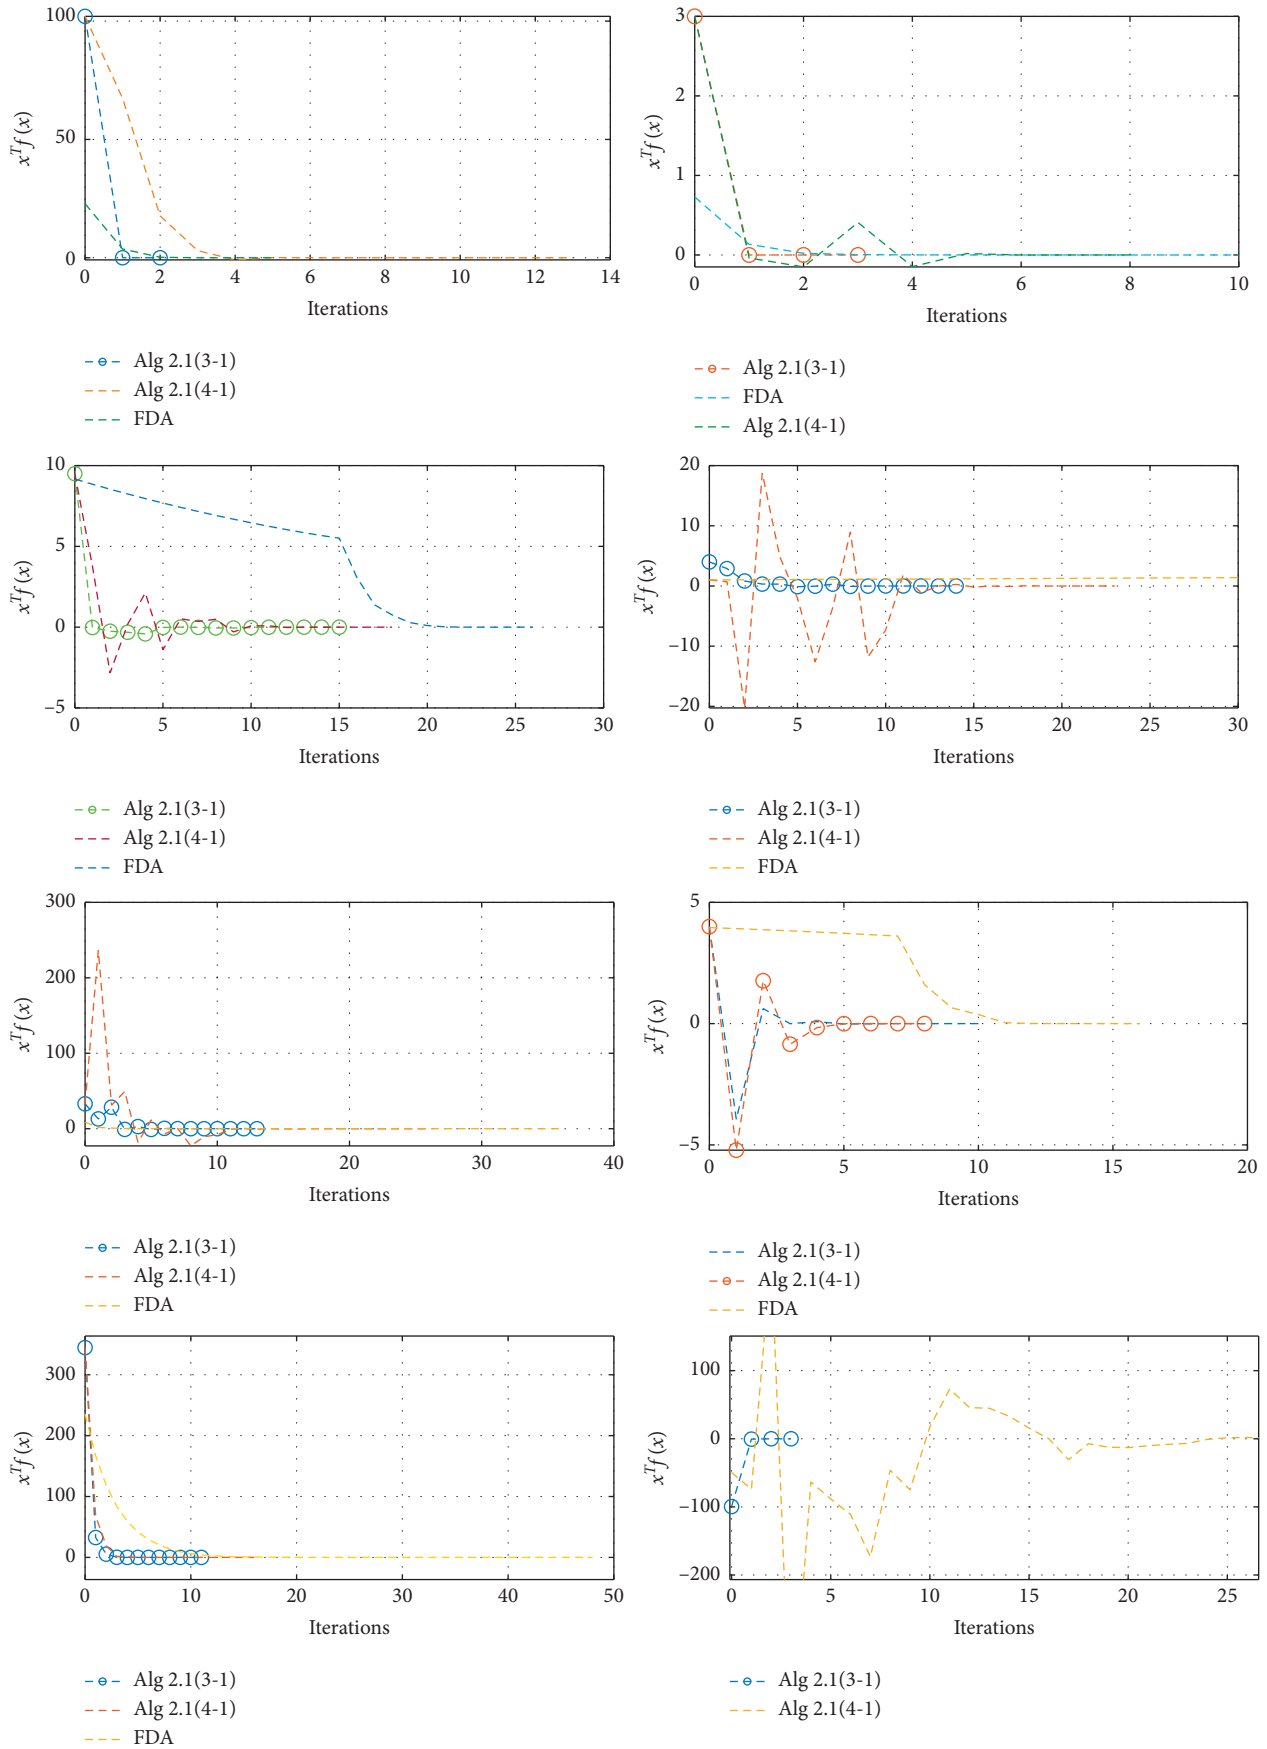 100
50
0
x^T f (x)
0 2 4 6 8 10 12 14
Iterations
Alg 2.1(3-1)
Alg 2.1(4-1)
FDA
3
2
1
0
x^T f (x)
0 2 4 6 8 10
Iterations
Alg 2.1(3-1)
FDA
Alg 2.1(4-1)
10
5
0
−5
x^T f (x)
0 5 10 15 20 25 30
Iterations
Alg 2.1(3-1)
Alg 2.1(4-1)
FDA
20
10
0
−10
−20
x^T f (x)
0 5 10 15 20 25 30
Iterations
Alg 2.1(3-1)
Alg 2.1(4-1)
FDA
300
200
100
0
x^T f (x)
0 10 20 30 40
Iterations
Alg 2.1(3-1)
Alg 2.1(4-1)
FDA
5
0
−5
x^T f (x)
0 5 10 15 20
Iterations
Alg 2.1(3-1)
Alg 2.1(4-1)
FDA
300
200
100
0
x^T f (x)
0 10 20 30 40 50
Iterations
Alg 2.1(3-1)
Alg 2.1(4-1)
FDA
100
0
−100
−200
x^T f (x)
0 5 10 15 20 25
Iterations
Alg 2.1(3-1)
Alg 2.1(4-1)